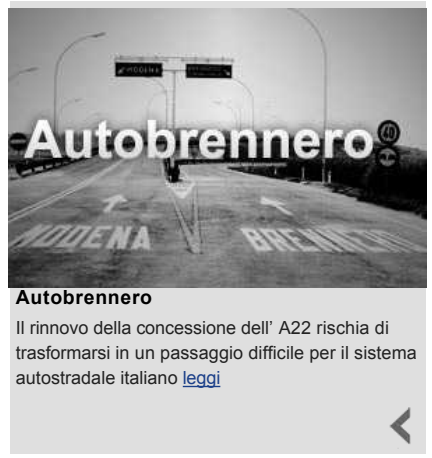 MODENA
Autobrennero
40
MODENA BRENNERO
Autobrennero
Il rinnovo della concessione dell’ A22 rischia di
trasformarsi in un passaggio difficile per il sistema
autostradale italiano leggi